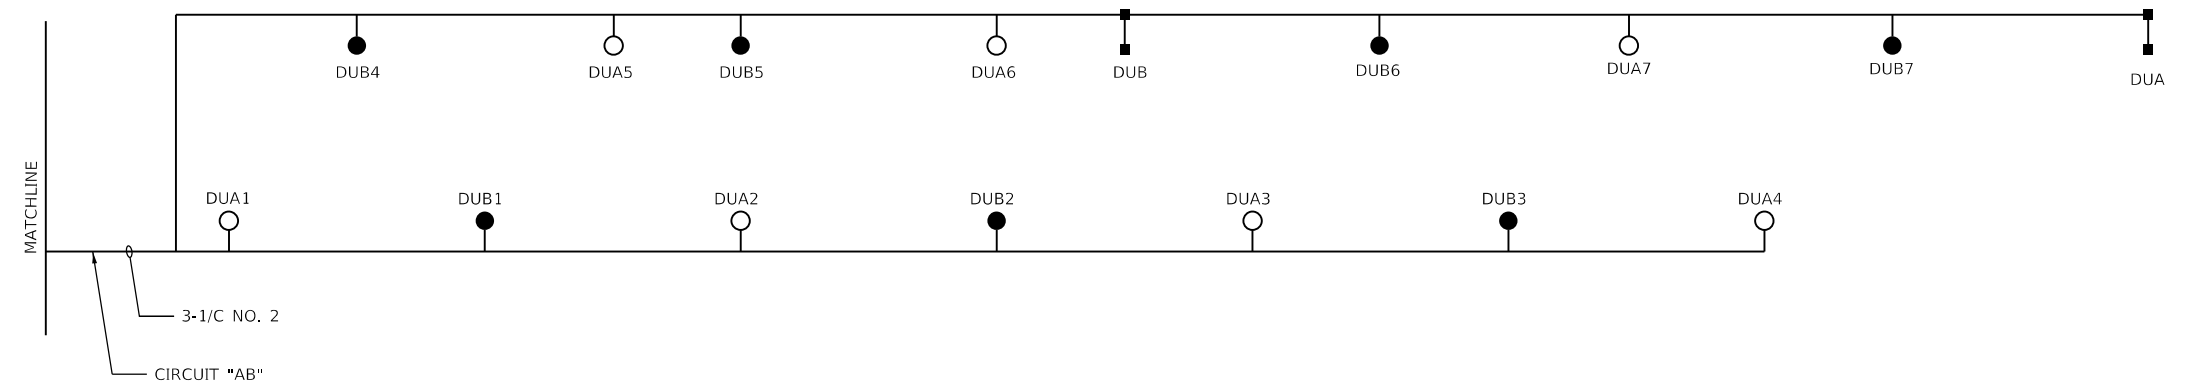 DUB4 DUA5 DUB5 DUA6 DUB DUB6 DUA7 DUB7 DUA
MATCHLINE
DUA1 DUB1 DUA2 DUB2 DUA3 DUB3 DUA4
3-1/C NO. 2
CIRCUIT "AB"